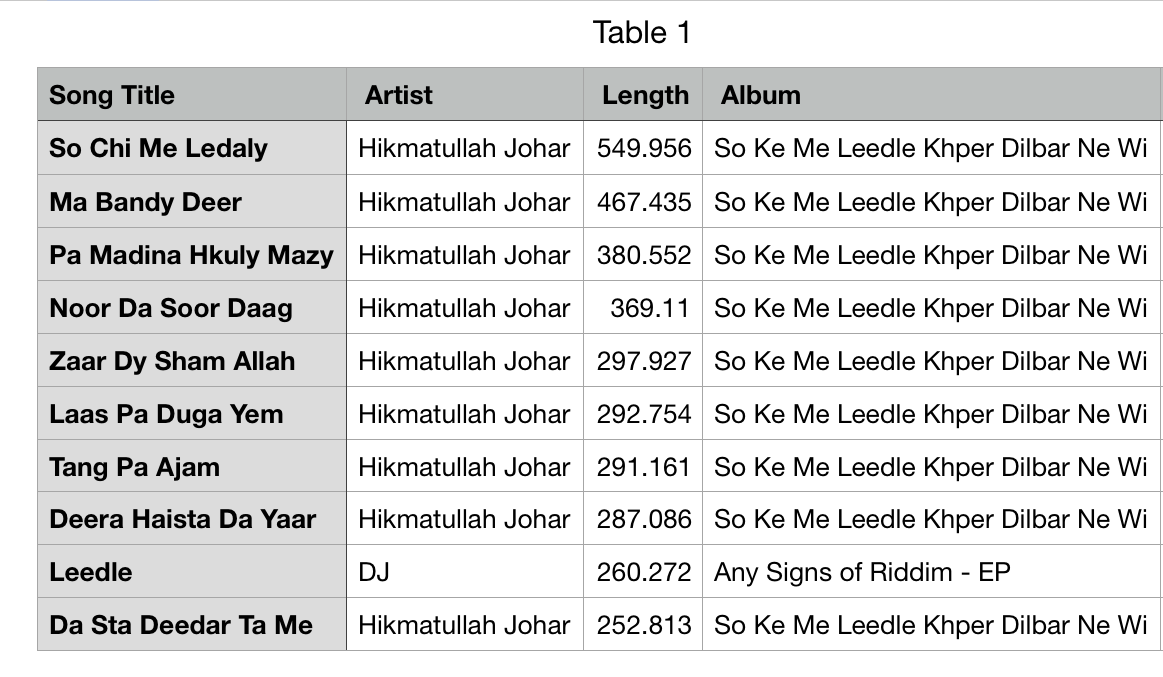 Table 1
Song Title Artist Length Album
So Chi Me Ledaly Hikmatullah Johar 549.956 So Ke Me Leedle Khper Dilbar Ne Wi
Ma Bandy Deer Hikmatullah Johar 467.435 So Ke Me Leedle Khper Dilbar Ne Wi
Pa Madina Hkuly Mazy Hikmatullah Johar 380.552 So Ke Me Leedle Khper Dilbar Ne Wi
Noor Da Soor Daag Hikmatullah Johar 369.11 So Ke Me Leedle Khper Dilbar Ne Wi
Zaar Dy Sham Allah Hikmatullah Johar 297.927 So Ke Me Leedle Khper Dilbar Ne Wi
Laas Pa Duga Yem Hikmatullah Johar 292.754 So Ke Me Leedle Khper Dilbar Ne Wi
Tang Pa Ajam Hikmatullah Johar 291.161 So Ke Me Leedle Khper Dilbar Ne Wi
Deera Haista Da Yaar Hikmatullah Johar 287.086 So Ke Me Leedle Khper Dilbar Ne Wi
Leedle DJ 260.272 Any Signs of Riddim - EP
Da Sta Deedar Ta Me Hikmatullah Johar 252.813 So Ke Me Leedle Khper Dilbar Ne Wi